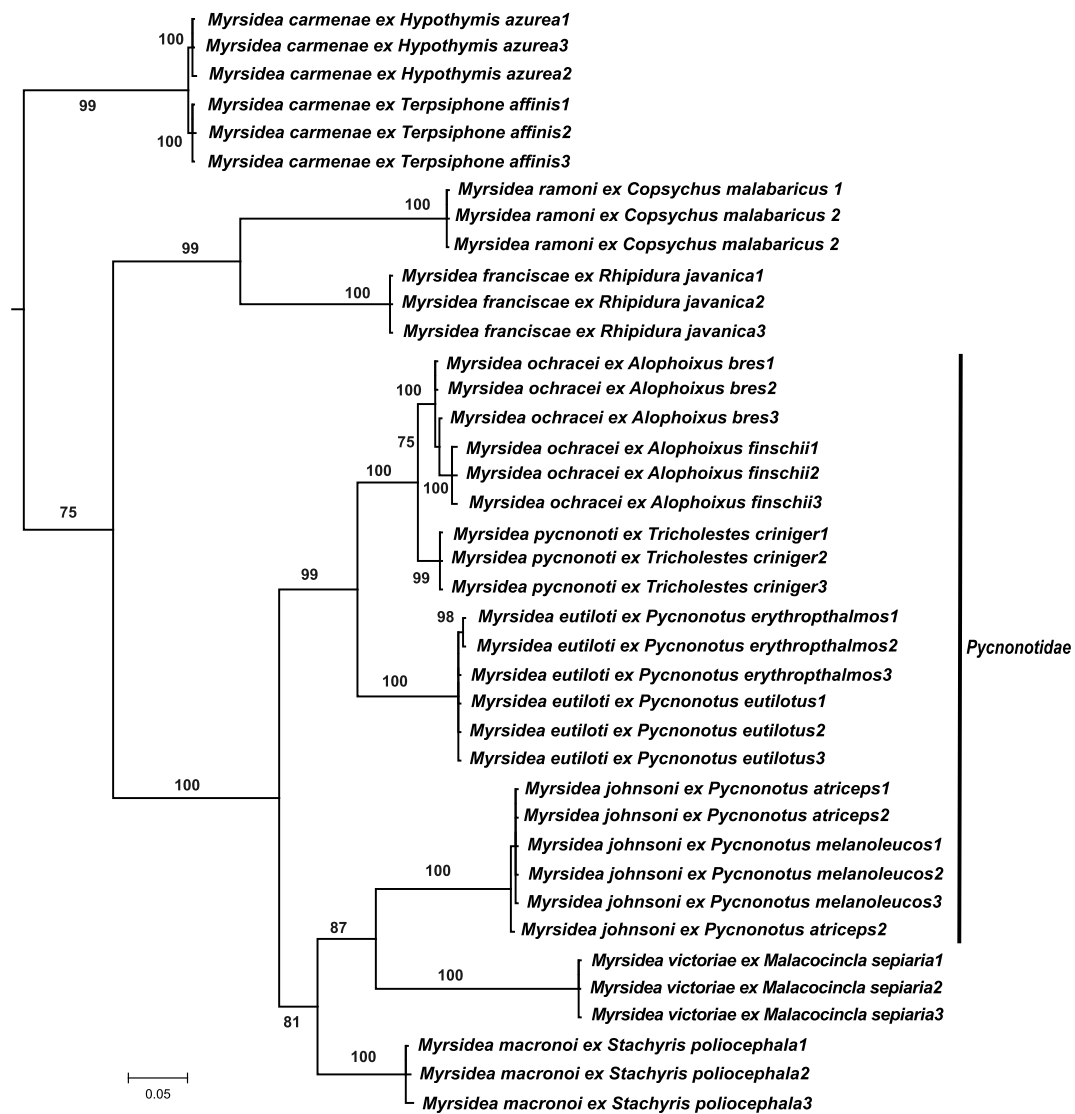 Myrsidea carmenae ex Hypothymis azurea1
100
Myrsidea carmenae ex Hypothymis azurea3
Myrsidea carmenae ex Hypothymis azurea2
99
Myrsidea carmenae ex Terpsiphone affinis1
Myrsidea carmenae ex Terpsiphone affinis2
100
Myrsidea carmenae ex Terpsiphone affinis3
Myrsidea ramoni ex Copsychus malabaricus 1
100
Myrsidea ramoni ex Copsychus malabaricus 2
Myrsidea ramoni ex Copsychus malabaricus 2
99
Myrsidea franciscae ex Rhipidura javanica1
100
Myrsidea franciscae ex Rhipidura javanica2
Myrsidea franciscae ex Rhipidura javanica3
Myrsidea ochracei ex Alophoixus bres1
100
Myrsidea ochracei ex Alophoixus bres2
Myrsidea ochracei ex Alophoixus bres3
75
Myrsidea ochracei ex Alophoixus finschii1
100
Myrsidea ochracei ex Alophoixus finschii2
100
Myrsidea ochracei ex Alophoixus finschii3
75
Myrsidea pycnonoti ex Tricholestes criniger1
Myrsidea pycnonoti ex Tricholestes criniger2
99
99
Myrsidea pycnonoti ex Tricholestes criniger3
98
Myrsidea eutiloti ex Pycnonotus erythropthalmos1
Myrsidea eutiloti ex Pycnonotus erythropthalmos2
Pycnonotidae
Myrsidea eutiloti ex Pycnonotus erythropthalmos3
100
Myrsidea eutiloti ex Pycnonotus eutilotus1
Myrsidea eutiloti ex Pycnonotus eutilotus2
Myrsidea eutiloti ex Pycnonotus eutilotus3
100
Myrsidea johnsoni ex Pycnonotus atriceps1
Myrsidea johnsoni ex Pycnonotus atriceps2
Myrsidea johnsoni ex Pycnonotus melanoleucos1
100
Myrsidea johnsoni ex Pycnonotus melanoleucos2
Myrsidea johnsoni ex Pycnonotus melanoleucos3
87
Myrsidea johnsoni ex Pycnonotus atriceps2
Myrsidea victoriae ex Malacocincla sepiaria1
100
Myrsidea victoriae ex Malacocincla sepiaria2
Myrsidea victoriae ex Malacocincla sepiaria3
81
Myrsidea macronoi ex Stachyris poliocephala1
100
Myrsidea macronoi ex Stachyris poliocephala2
Myrsidea macronoi ex Stachyris poliocephala3
0.05